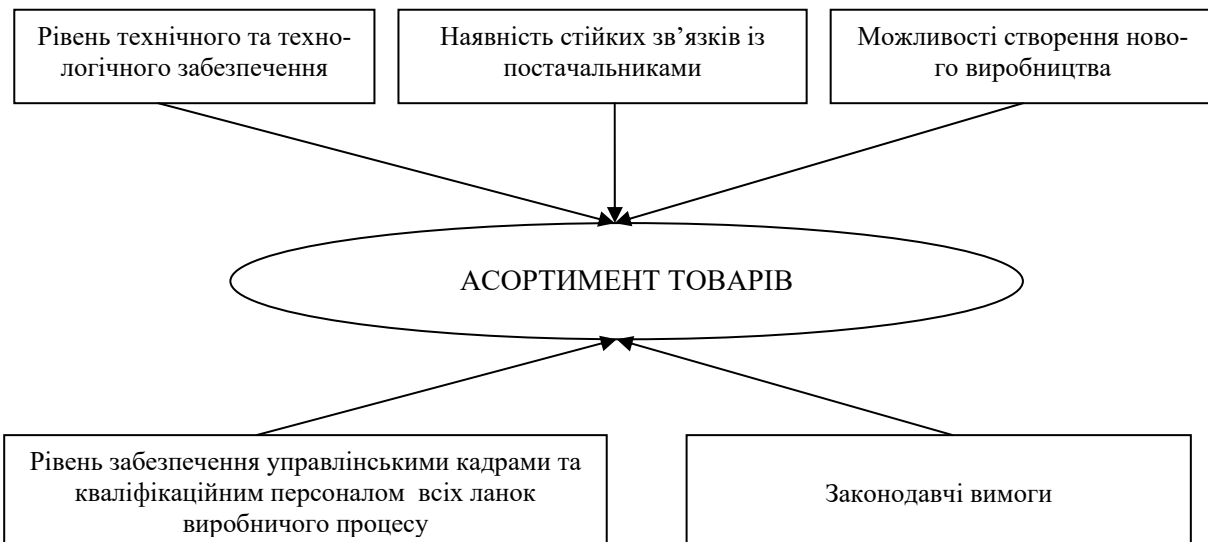 Рівень технічного та техно-
логічного забезпечення
Наявність стійких зв’язків із
постачальниками
Можливості створення ново-
го виробництва
АСОРТИМЕНТ ТОВАРІВ
Рівень забезпечення управлінськими кадрами та
кваліфікаційним персоналом всіх ланок
виробничого процесу
Законодавчі вимоги